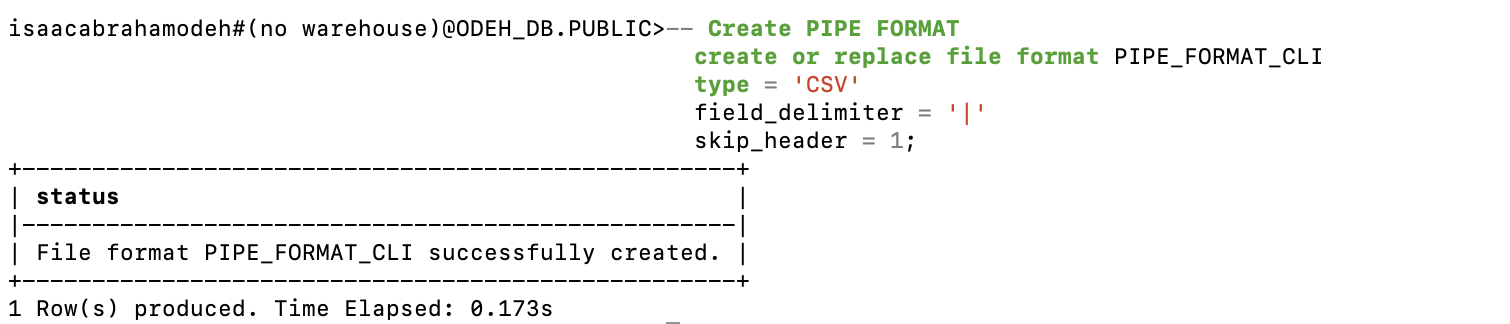 isaacabrahamodeh#(no warehouse)@ODEH_DB.PUBLIC>-- Create PIPE FORMAT
create or replace file format PIPE_FORMAT_CLI
type = 'CSV'
field_delimiter = '|'
skip_header = 1;
+---------------------------------------------------+
| status                                            |
|---------------------------------------------------|
| File format PIPE_FORMAT_CLI successfully created. |
+---------------------------------------------------+
1 Row(s) produced. Time Elapsed: 0.173s